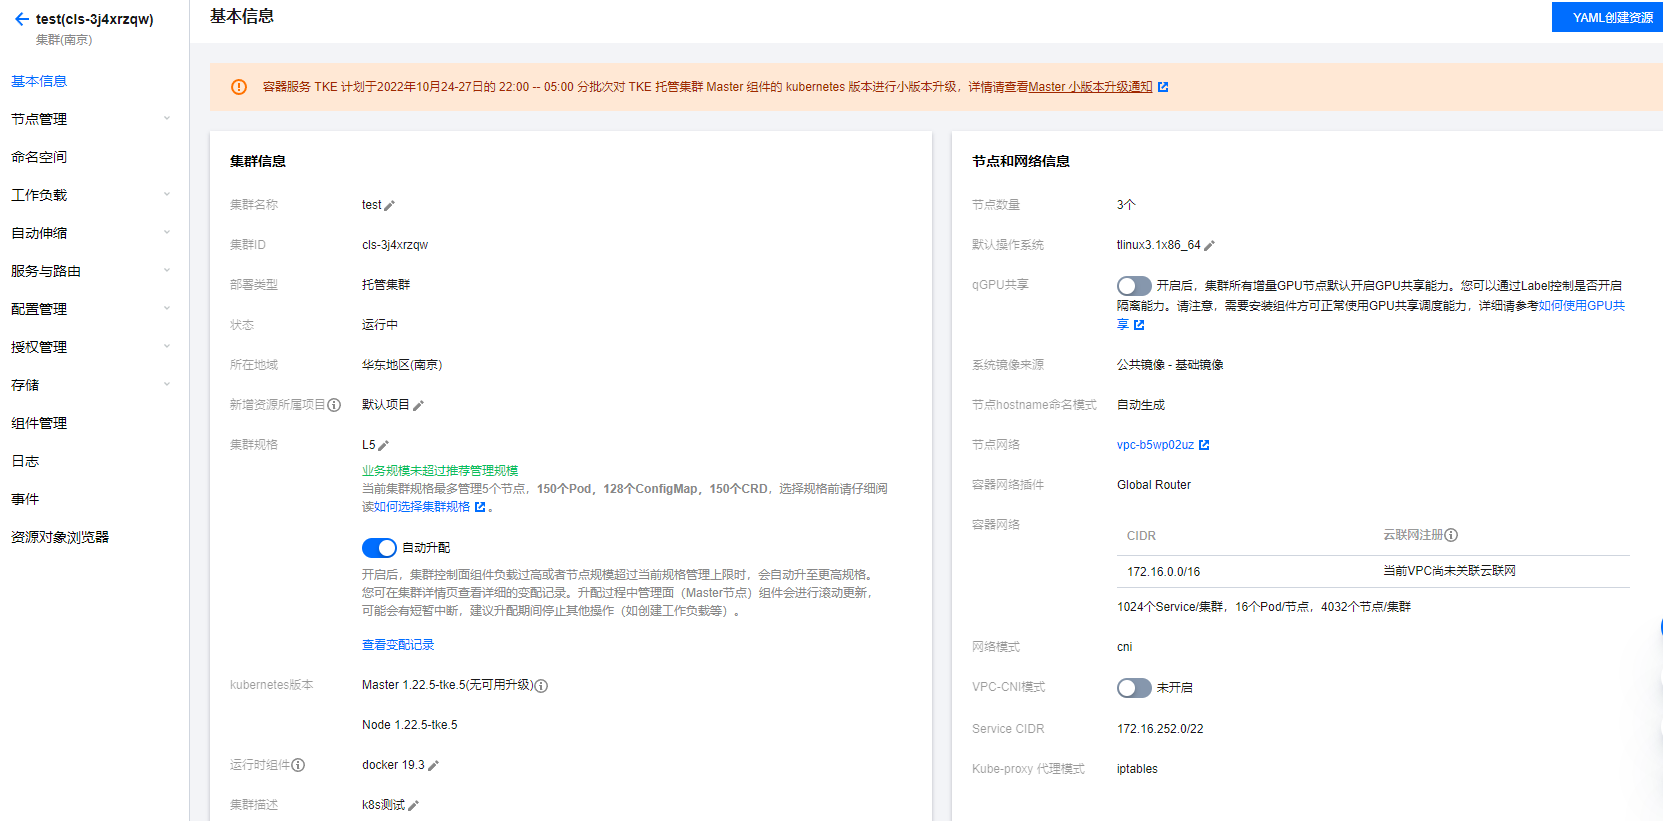 test(cls-3j4xrzqw)
集群(南京)
基本信息
节点管理
命名空间
工作负载
自动伸缩
服务与路由
配置管理
授权管理
存储
组件管理
日志
事件
资源对象浏览器
基本信息
YAML创建资源
容器服务 TKE 计划于2022年10月24-27日的 22:00 -- 05:00 分批次对 TKE 托管集群 Master 组件的 kubernetes 版本进行小版本升级，详情请查看Master 小版本升级通知
集群信息
集群名称 test
集群ID cls-3j4xrzqw
部署类型 托管集群
状态 运行中
所在地域 华东地区(南京)
新增资源所属项目 默认项目
集群规格 L5
业务规模未超过推荐管理规模
当前集群规格最多管理5个节点，150个Pod，128个ConfigMap，150个CRD，选择规格前请仔细阅
读如何选择集群规格 。
自动升配
开启后，集群控制面组件负载过高或者节点规模超过当前规格管理上限时，会自动升至更高规格。
您可在集群详情页查看详细的变配记录。升配过程中管理面（Master节点）组件会进行滚动更新，
可能会有短暂中断，建议升配期间停止其他操作（如创建工作负载等）。
查看变配记录
kubernetes版本 Master 1.22.5-tke.5(无可用升级)
Node 1.22.5-tke.5
运行时组件 docker 19.3
集群描述 k8s测试
节点和网络信息
节点数量 3个
默认操作系统 tlinux3.1x86_64
qGPU共享 开启后，集群所有增量GPU节点默认开启GPU共享能力。您可以通过Label控制是否开启
隔离能力。请注意，需要安装组件方可正常使用GPU共享调度能力，详细请参考如何使用GPU共
享
系统镜像来源 公共镜像 - 基础镜像
节点hostname命名模式 自动生成
节点网络 vpc-b5wp02uz
容器网络插件 Global Router
容器网络
CIDR 云联网注册
172.16.0.0/16 当前VPC尚未关联云联网
1024个Service/集群，16个Pod/节点，4032个节点/集群
网络模式 cni
VPC-CNI模式 未开启
Service CIDR 172.16.252.0/22
Kube-proxy 代理模式 iptables